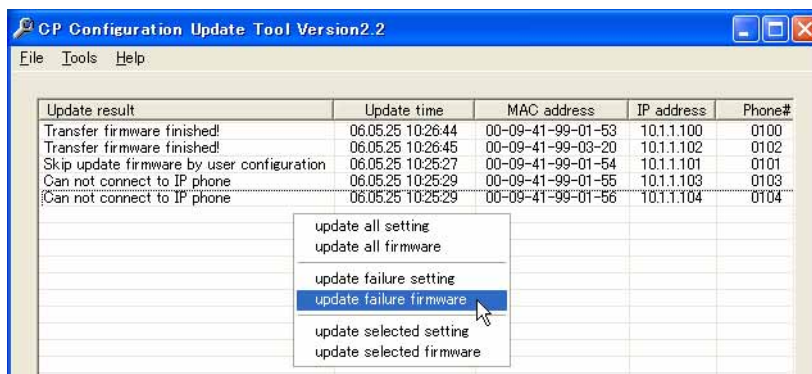 CP Configuration Update Tool Version2.2
File Tools Help
Update result Update time MAC address IP address Phone#
Transfer firmware finished! 06.05.25 10:26:44 00-09-41-99-01-53 10.1.1.100 0100
Transfer firmware finished! 06.05.25 10:26:45 00-09-41-99-03-20 10.1.1.102 0102
Skip update firmware by user configuration 06.05.25 10:25:27 00-09-41-99-01-54 10.1.1.101 0101
Can not connect to IP phone 06.05.25 10:25:29 00-09-41-99-01-55 10.1.1.103 0103
Can not connect to IP phone 06.05.25 10:25:29 00-09-41-99-01-56 10.1.1.104 0104
update all setting
update all firmware
update failure setting
update failure firmware
update selected setting
update selected firmware